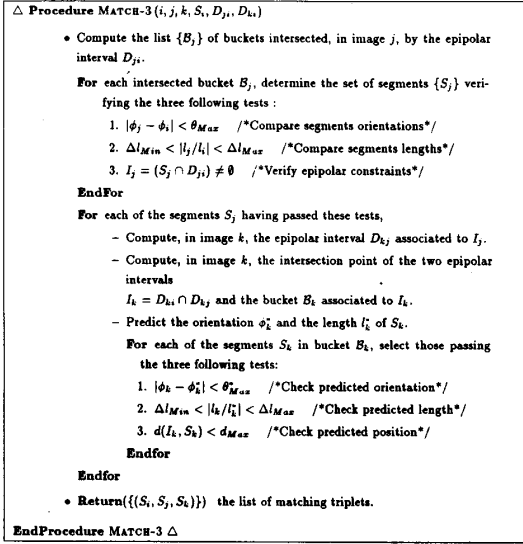 △ Procedure MATCH-3 (i, j, k, Sᵢ, Dⱼᵢ, Dₖᵢ)
• Compute the list {Bⱼ} of buckets intersected, in image j, by the epipolar
interval Dⱼᵢ.
For each intersected bucket Bⱼ, determine the set of segments {Sⱼ} veri-
fying the three following tests :
1. |ϕⱼ − ϕᵢ| < θ_Max /*Compare segments orientations*/
2. Δl_Min < |lⱼ/lᵢ| < Δl_Max /*Compare segments lengths*/
3. Iⱼ = (Sⱼ ∩ Dⱼᵢ) ≠ ∅ /*Verify epipolar constraints*/
EndFor
For each of the segments Sⱼ having passed these tests,
– Compute, in image k, the epipolar interval Dₖⱼ associated to Iⱼ.
– Compute, in image k, the intersection point of the two epipolar
intervals
Iₖ = Dₖᵢ ∩ Dₖⱼ and the bucket Bₖ associated to Iₖ.
– Predict the orientation ϕₖ* and the length lₖ* of Sₖ.
For each of the segments Sₖ in bucket Bₖ, select those passing
the three following tests:
1. |ϕₖ − ϕₖ*| < θ*_Max /*Check predicted orientation*/
2. Δl_Min < |lₖ/lₖ*| < Δl_Max /*Check predicted length*/
3. d(Iₖ, Sₖ) < d_Max /*Check predicted position*/
Endfor
Endfor
• Return({(Sᵢ, Sⱼ, Sₖ)}) the list of matching triplets.
EndProcedure MATCH-3 △